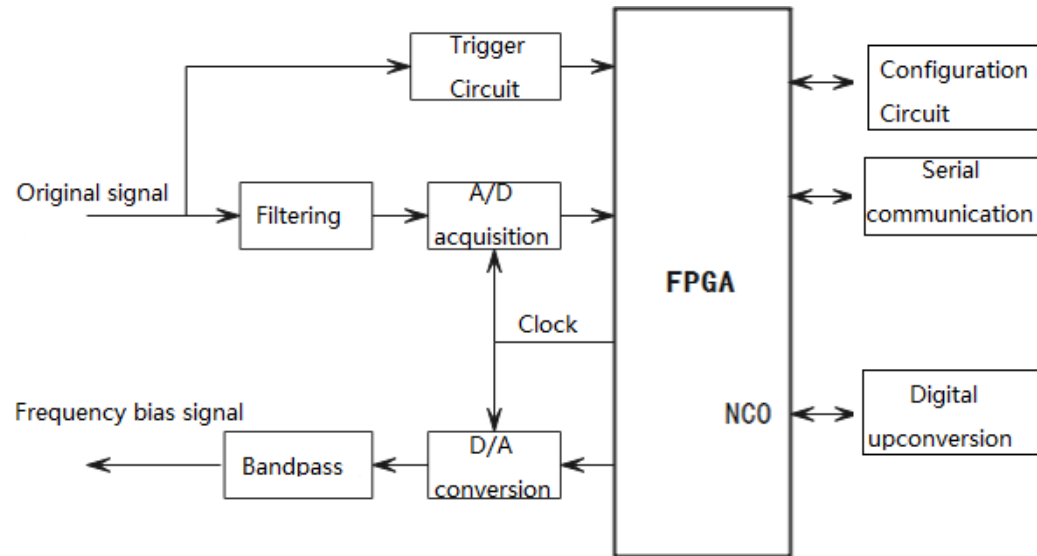 Trigger
Circuit
Configuration
Circuit
Original signal
Filtering
A/D
acquisition
Serial
communication
FPGA
Clock
Frequency bias signal
NCO
Digital
upconversion
Bandpass
D/A
conversion